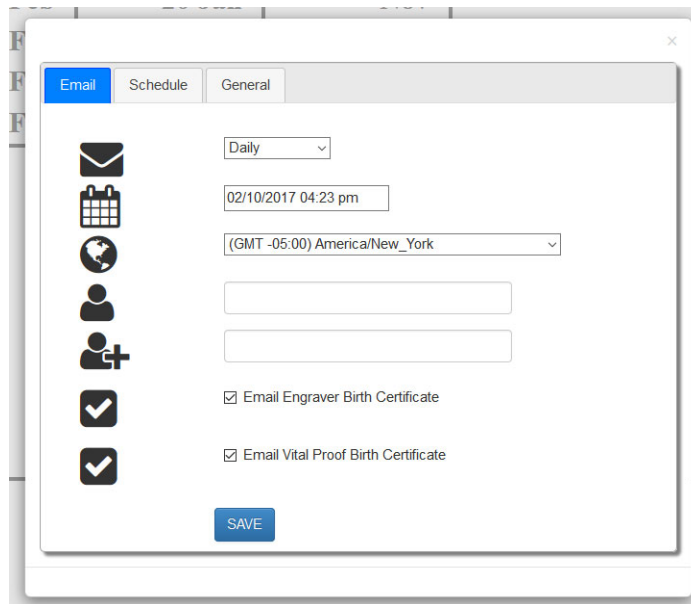 ×
Email Schedule General
Daily
02/10/2017 04:23 pm
(GMT -05:00) America/New_York
Email Engraver Birth Certificate
Email Vital Proof Birth Certificate
SAVE